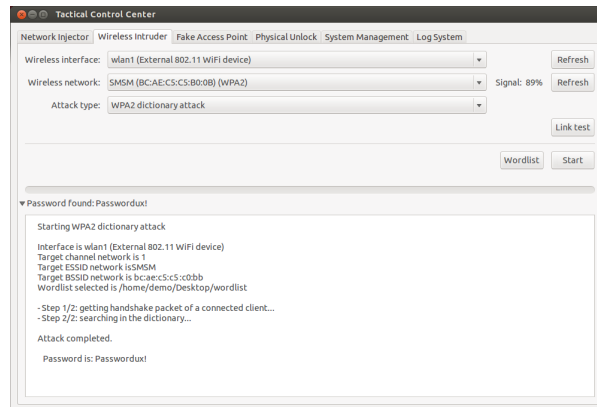 Tactical Control Center
Network Injector Wireless Intruder Fake Access Point Physical Unlock System Management Log System
Wireless interface: wlan1 (External 802.11 WiFi device) Refresh
Wireless network: SMSM (BC:AE:C5:C5:B0:0B) (WPA2) Signal: 89% Refresh
Attack type: WPA2 dictionary attack
Link test
Wordlist Start
Password found: Passwordux!
Starting WPA2 dictionary attack
Interface is wlan1 (External 802.11 WiFi device)
Target channel network is 1
Target ESSID network isSMSM
Target BSSID network is bc:ae:c5:c5:c0:bb
Wordlist selected is /home/demo/Desktop/wordlist
- Step 1/2: getting handshake packet of a connected client...
- Step 2/2: searching in the dictionary...
Attack completed.
Password is: Passwordux!